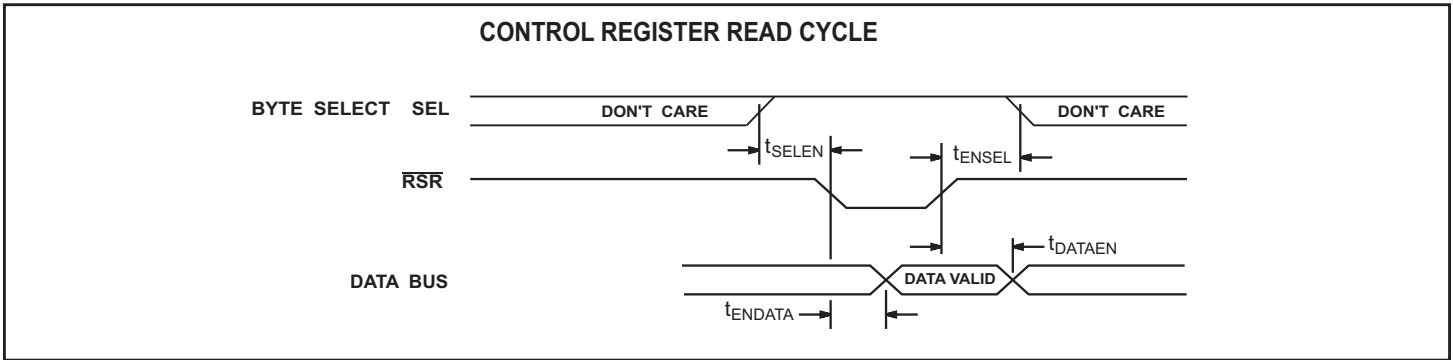 CONTROL REGISTER READ CYCLE
BYTE SELECT SEL
DON'T CARE
DON'T CARE
tSELEN
tENSEL
RSR
tDATAEN
DATA BUS
DATA VALID
tENDATA